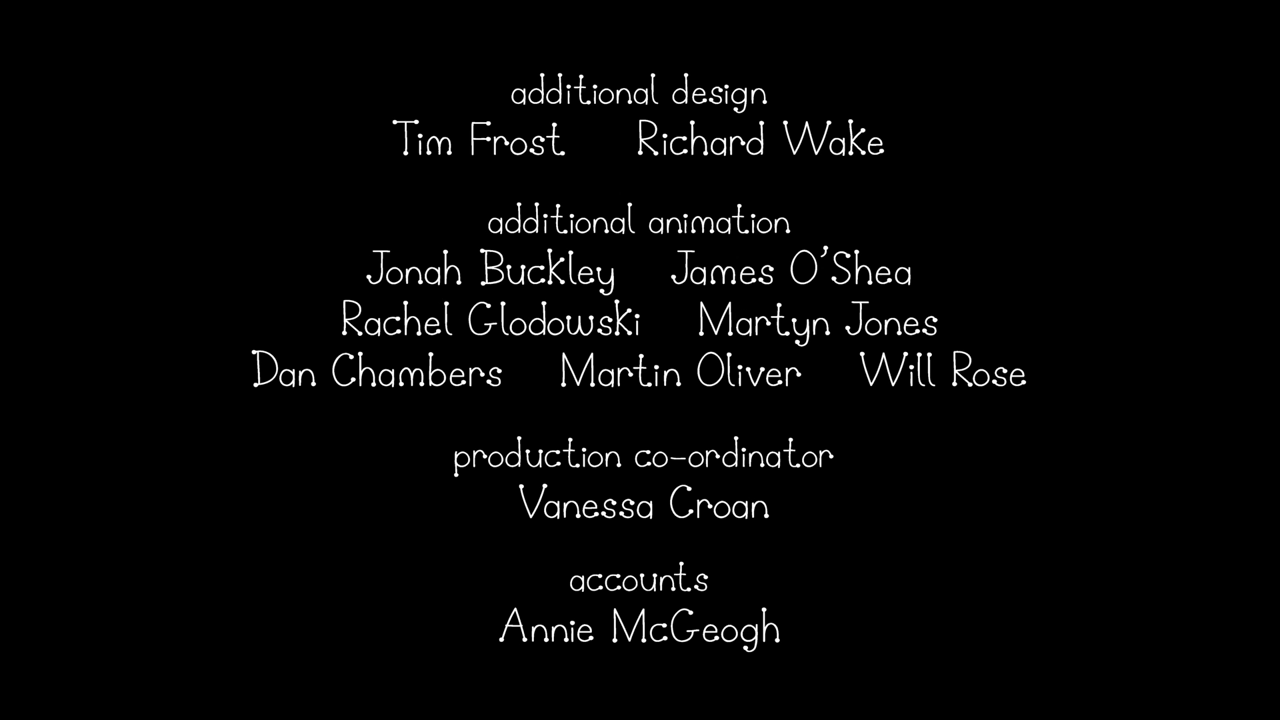 additional design
Tim Frost Richard Wake
additional animation
Jonah Buckley James O'Shea
Rachel Glodowski Martyn Jones
Dan Chambers Martin Oliver Will Rose
production co-ordinator
Vanessa Croan
accounts
Annie McGeogh